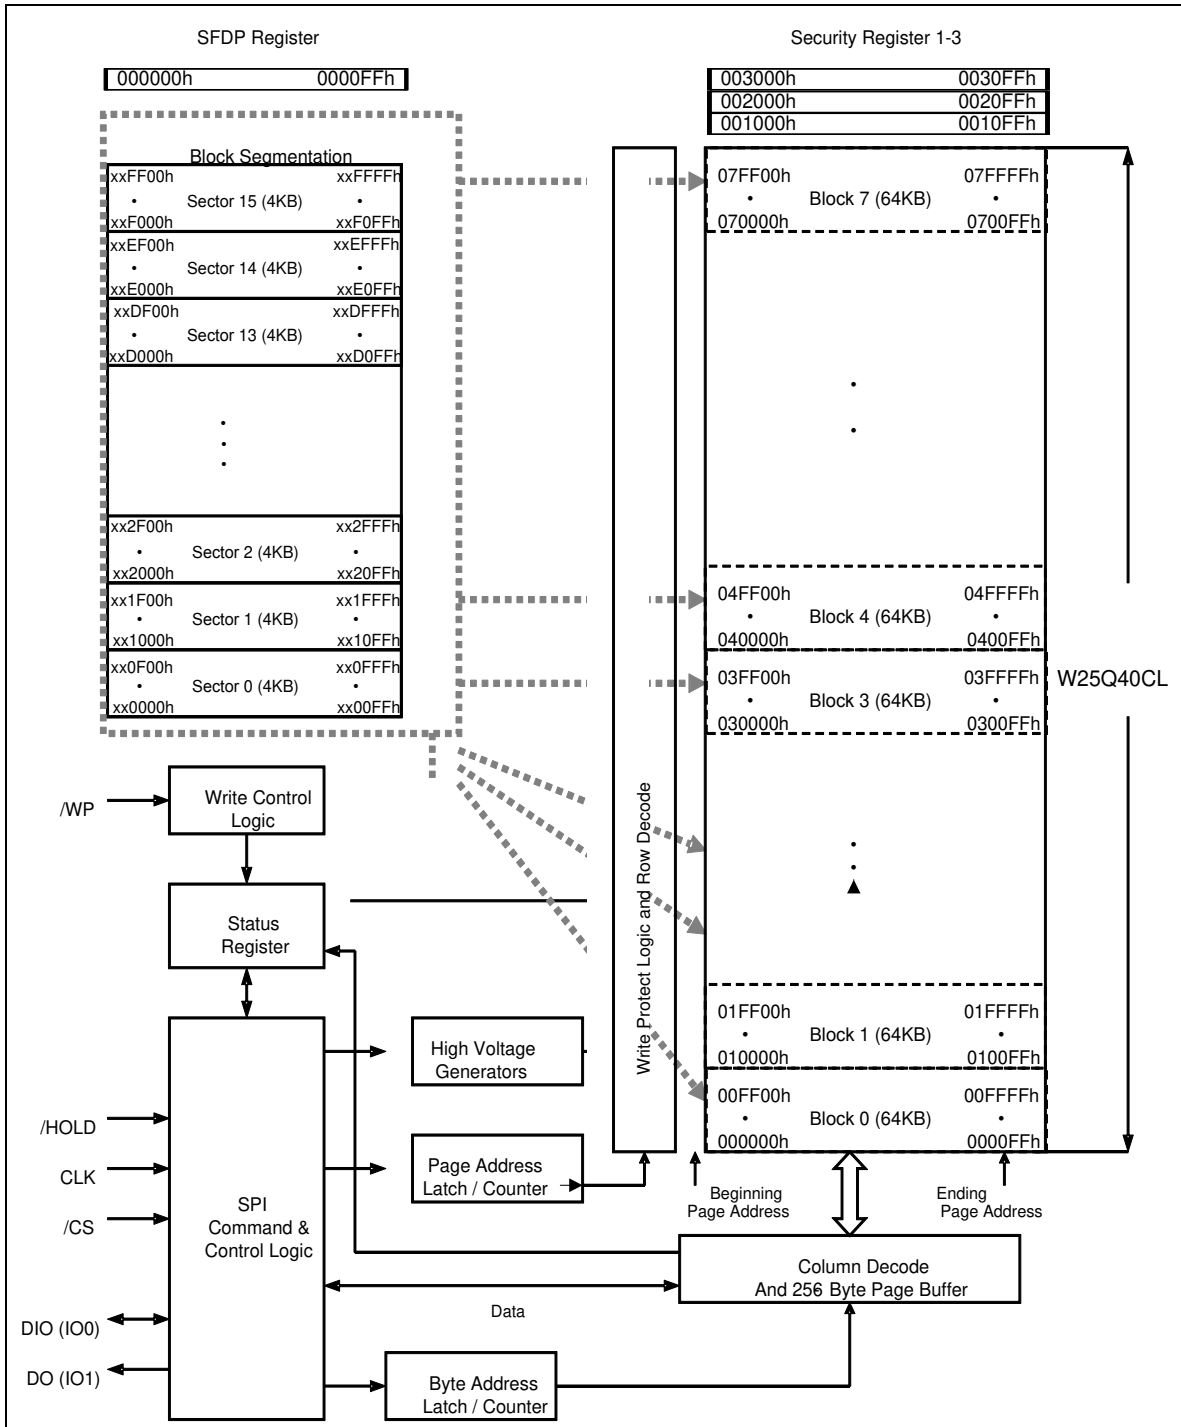 SFDP Register
Security Register 1-3
000000h 0000FFh
003000h 0030FFh
002000h 0020FFh
001000h 0010FFh
Block Segmentation
xxFF00h xxFFFFh
Sector 15 (4KB)
xxF000h xxF0FFh
xxEF00h xxEFFFh
Sector 14 (4KB)
xxE000h xxE0FFh
xxDF00h xxDFFFh
Sector 13 (4KB)
xxD000h xxD0FFh
xx2F00h xx2FFFh
Sector 2 (4KB)
xx2000h xx20FFh
xx1F00h xx1FFFh
Sector 1 (4KB)
xx1000h xx10FFh
xx0F00h xx0FFFh
Sector 0 (4KB)
xx0000h xx00FFh
07FF00h 07FFFFh
Block 7 (64KB)
070000h 0700FFh
04FF00h 04FFFFh
Block 4 (64KB)
040000h 0400FFh
03FF00h 03FFFFh
Block 3 (64KB)
030000h 0300FFh
01FF00h 01FFFFh
Block 1 (64KB)
010000h 0100FFh
00FF00h 00FFFFh
Block 0 (64KB)
000000h 0000FFh
W25Q40CL
Write Protect Logic and Row Decode
/WP
Write Control
Logic
Status
Register
High Voltage
Generators
/HOLD
CLK
/CS
SPI
Command &
Control Logic
Page Address
Latch / Counter
Beginning
Page Address
Ending
Page Address
Column Decode
And 256 Byte Page Buffer
Data
DIO (IO0)
DO (IO1)
Byte Address
Latch / Counter